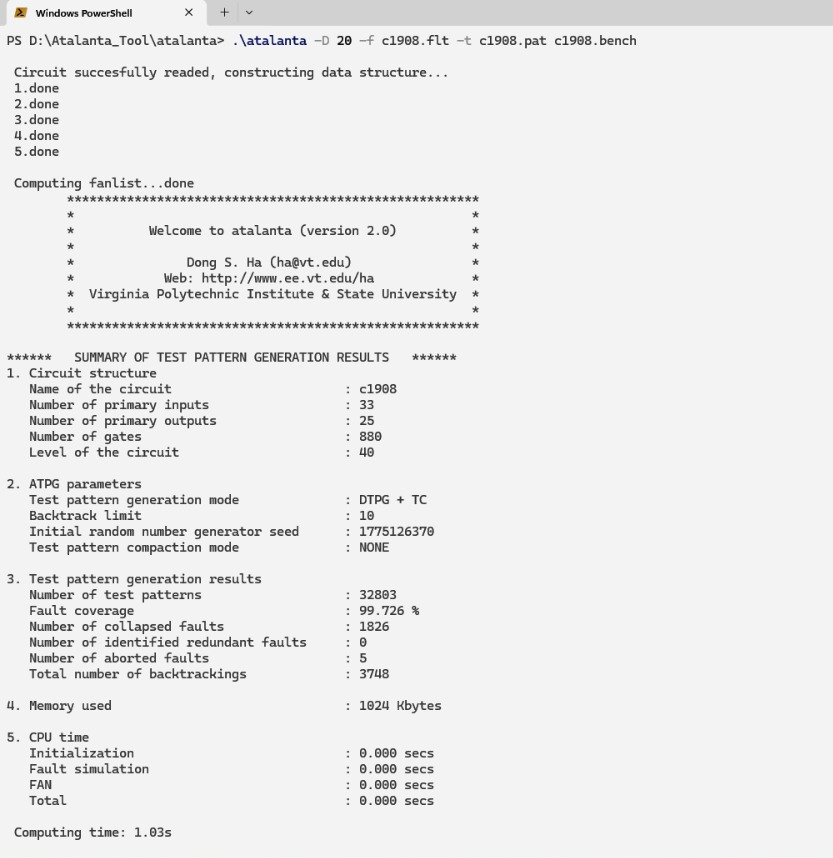 Windows PowerShell
PS D:\Atalanta_Tool\atalanta> .\atalanta -D 20 -f c1908.flt -t c1908.pat c1908.bench
Circuit succesfully readed, constructing data structure...
1.done
2.done
3.done
4.done
5.done
Computing fanlist...done
*******************************************************
* *
* Welcome to atalanta (version 2.0) *
* *
* Dong S. Ha (ha@vt.edu) *
* Web: http://www.ee.vt.edu/ha *
* Virginia Polytechnic Institute & State University *
* *
*******************************************************
****** SUMMARY OF TEST PATTERN GENERATION RESULTS ******
1. Circuit structure
Name of the circuit : c1908
Number of primary inputs : 33
Number of primary outputs : 25
Number of gates : 880
Level of the circuit : 40
2. ATPG parameters
Test pattern generation mode : DTPG + TC
Backtrack limit : 10
Initial random number generator seed : 1775126370
Test pattern compaction mode : NONE
3. Test pattern generation results
Number of test patterns : 32803
Fault coverage : 99.726 %
Number of collapsed faults : 1826
Number of identified redundant faults : 0
Number of aborted faults : 5
Total number of backtrackings : 3748
4. Memory used : 1024 Kbytes
5. CPU time
Initialization : 0.000 secs
Fault simulation : 0.000 secs
FAN : 0.000 secs
Total : 0.000 secs
Computing time: 1.03s